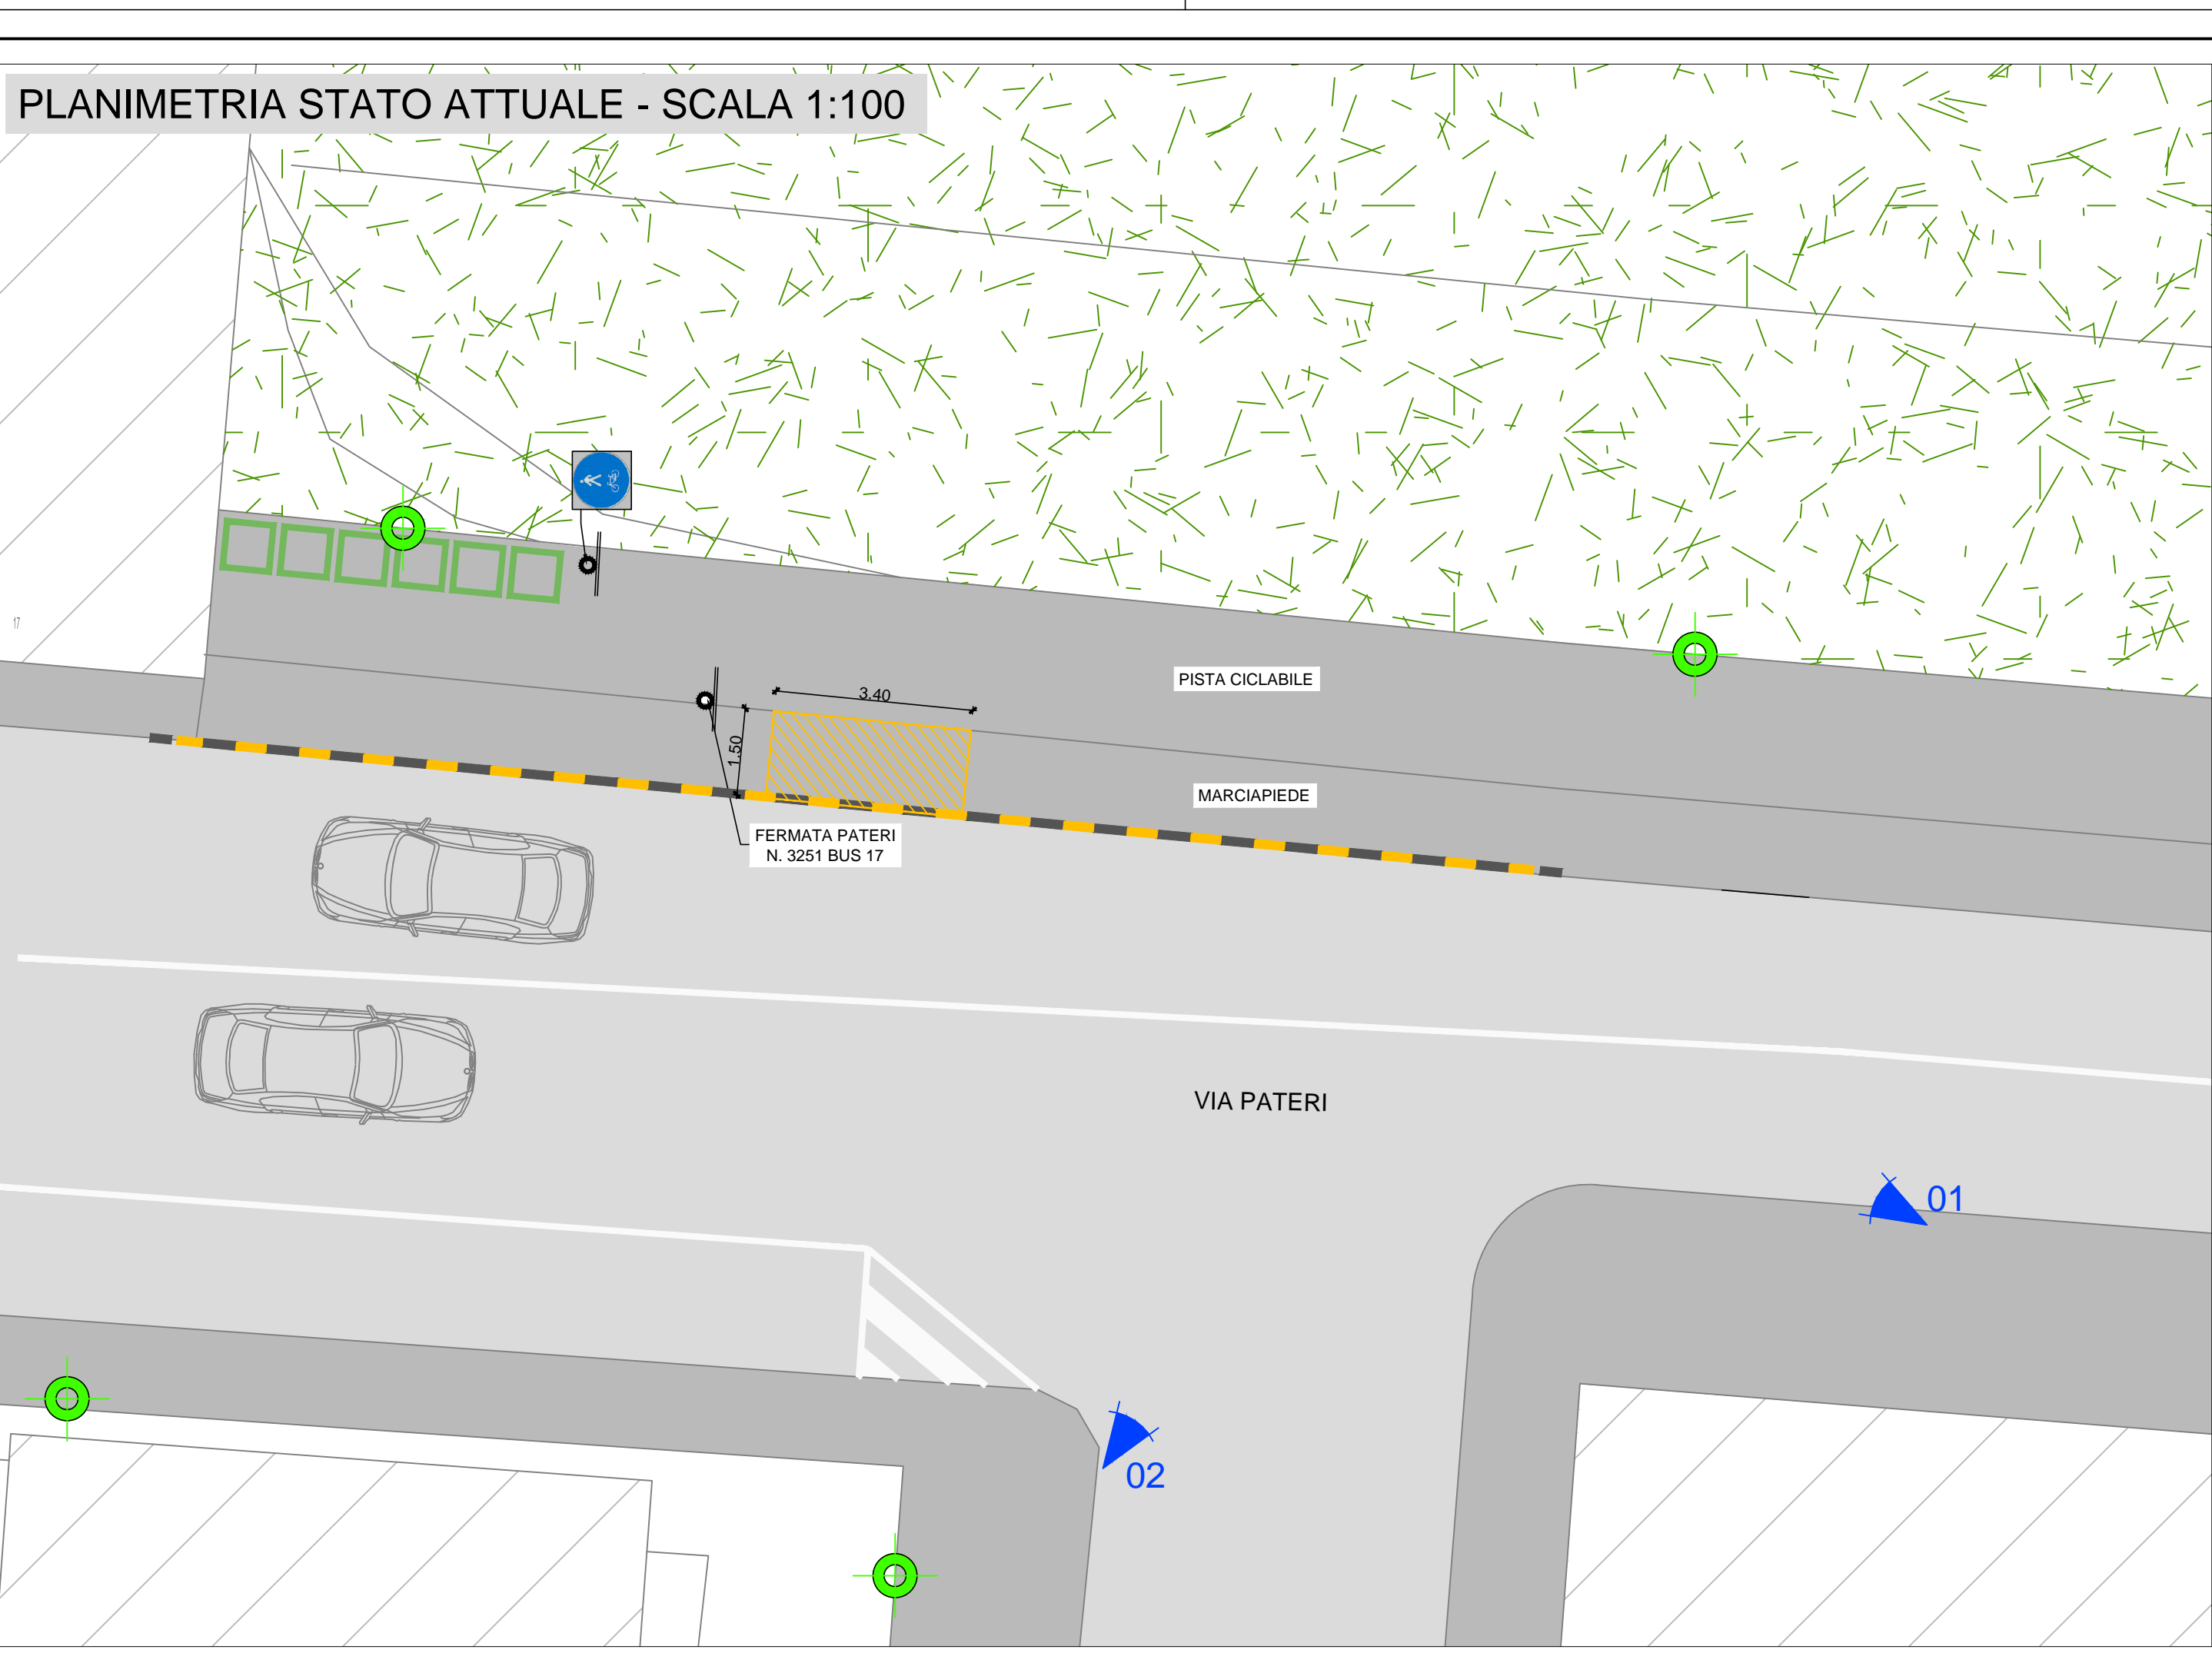 PLANIMETRIA STATO ATTUALE - SCALA 1:100
17
PISTA CICLABILE
3.40
1.50
MARCIAPIEDE
FERMATA PATERI
N. 3251 BUS 17
VIA PATERI
01
02